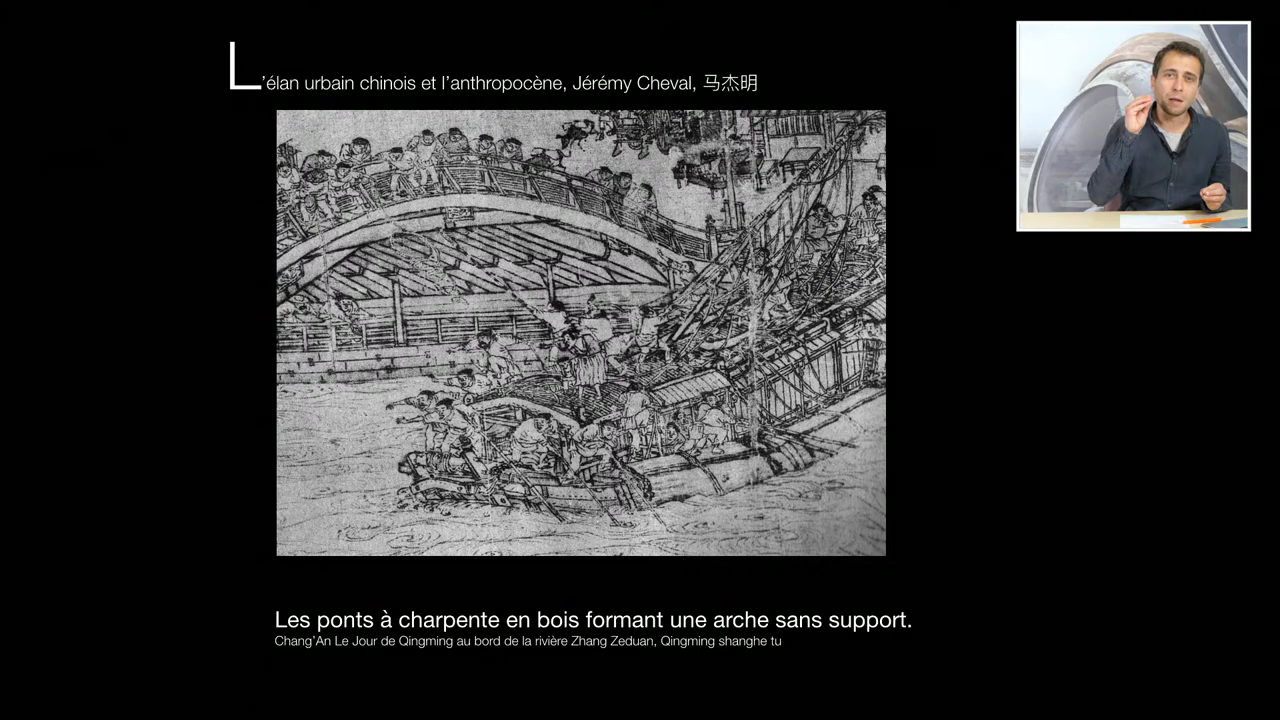 L'élan urbain chinois et l'anthropocène, Jérémy Cheval, 马杰明
Les ponts à charpente en bois formant une arche sans support.
Chang'An Le Jour de Qingming au bord de la rivière Zhang Zeduan, Qingming shanghe tu